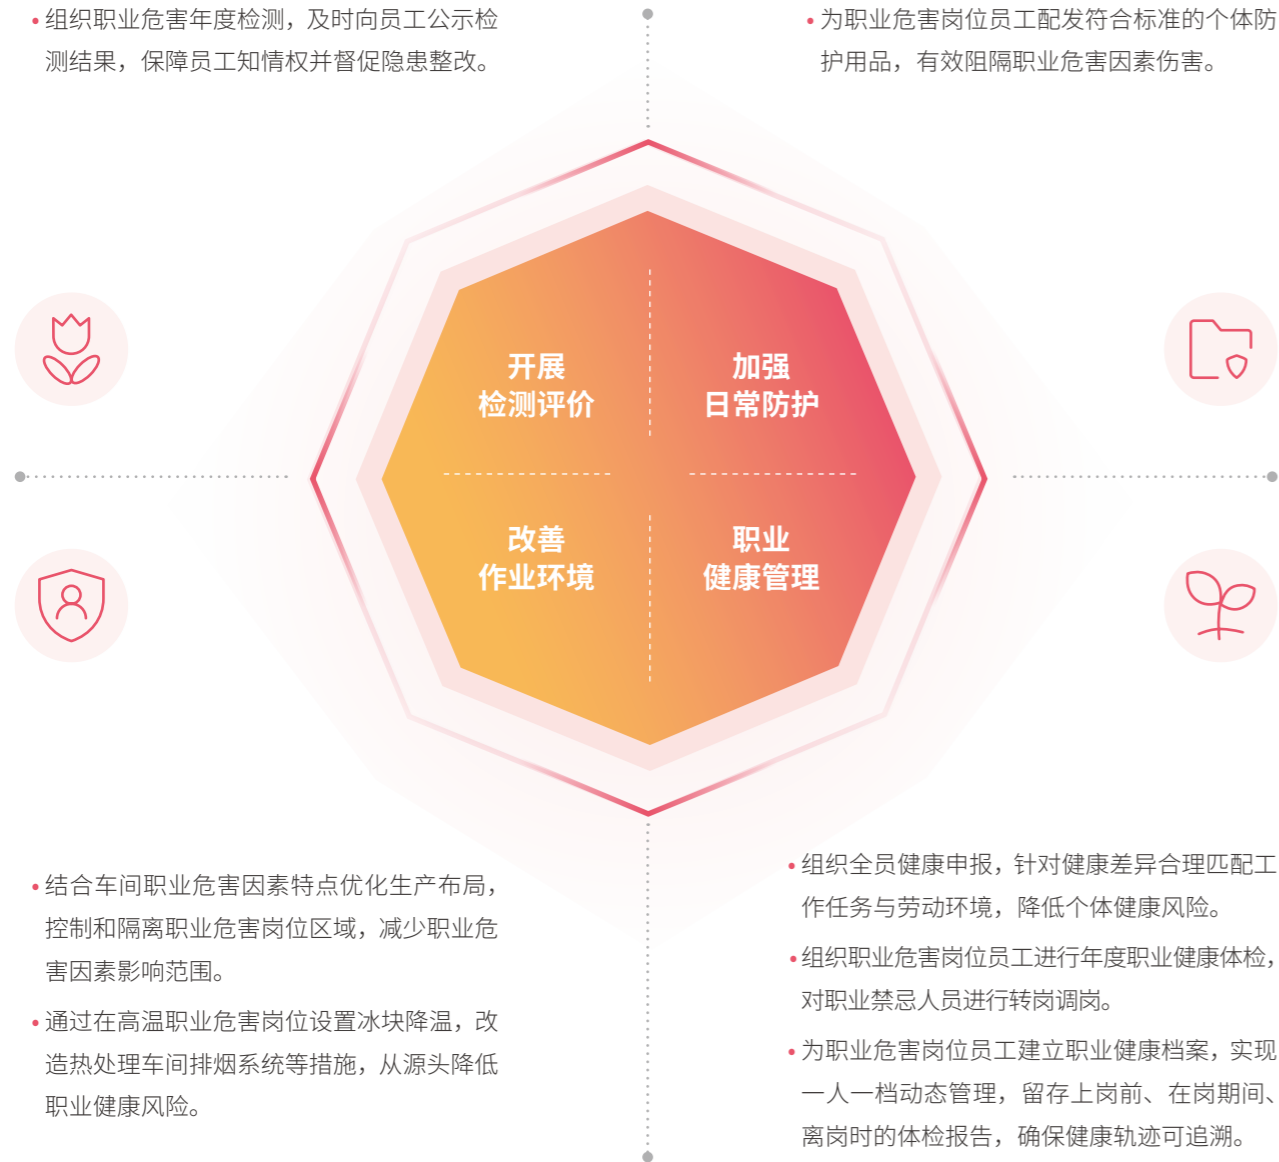 •组织职业危害年度检测，及时向员工公示检
测结果，保障员工知情权并督促隐患整改。
•为职业危害岗位员工配发符合标准的个体防
护用品，有效阻隔职业危害因素伤害。
开展
检测评价
加强
日常防护
改善
作业环境
职业
健康管理
•结合车间职业危害因素特点优化生产布局，
控制和隔离职业危害岗位区域，减少职业危
害因素影响范围。
•通过在高温职业危害岗位设置冰块降温，改
造热处理车间排烟系统等措施，从源头降低
职业健康风险。
•组织全员健康申报，针对健康差异合理匹配工
作任务与劳动环境，降低个体健康风险。
•组织职业危害岗位员工进行年度职业健康体检，
对职业禁忌人员进行转岗调岗。
•为职业危害岗位员工建立职业健康档案，实现
一人一档动态管理，留存上岗前、在岗期间、
离岗时的体检报告，确保健康轨迹可追溯。